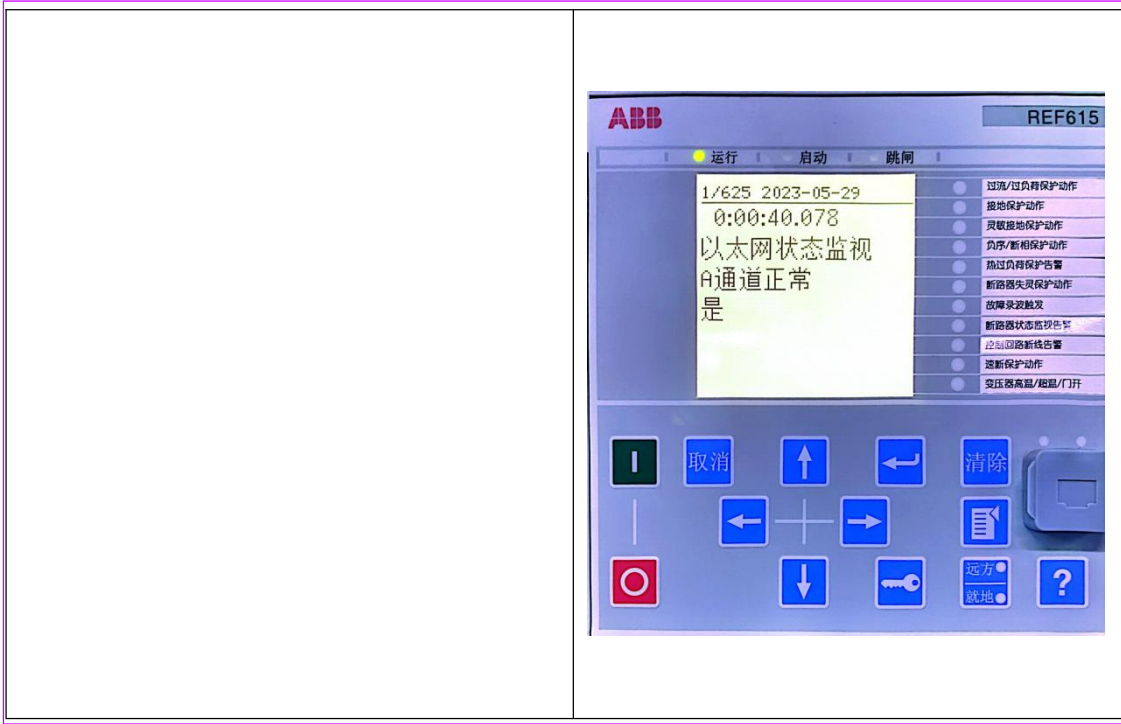 ABB
REF615
运行 启动 跳闸
1/625 2023-05-29
0:00:40.078
以太网状态监视
A通道正常
是
过流/过负荷保护动作
接地保护动作
灵敏接地保护动作
负序/断相保护动作
热过负荷保护告警
断路器失灵保护动作
故障录波触发
断路器状态监视告警
控制回路断线告警
速断保护动作
变压器高温/超温/门开
I
取消
清除
远方
就地
?